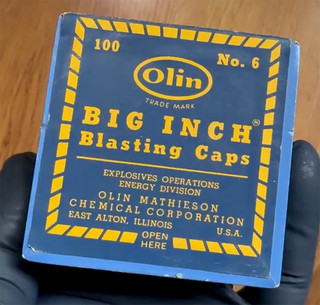 100 No. 6
Olin
TRADE MARK
BIG INCH®
Blasting Caps
EXPLOSIVES OPERATIONS
ENERGY DIVISION
OLIN MATHIESON
CHEMICAL CORPORATION
EAST ALTON, ILLINOIS U.S.A.
OPEN
HERE